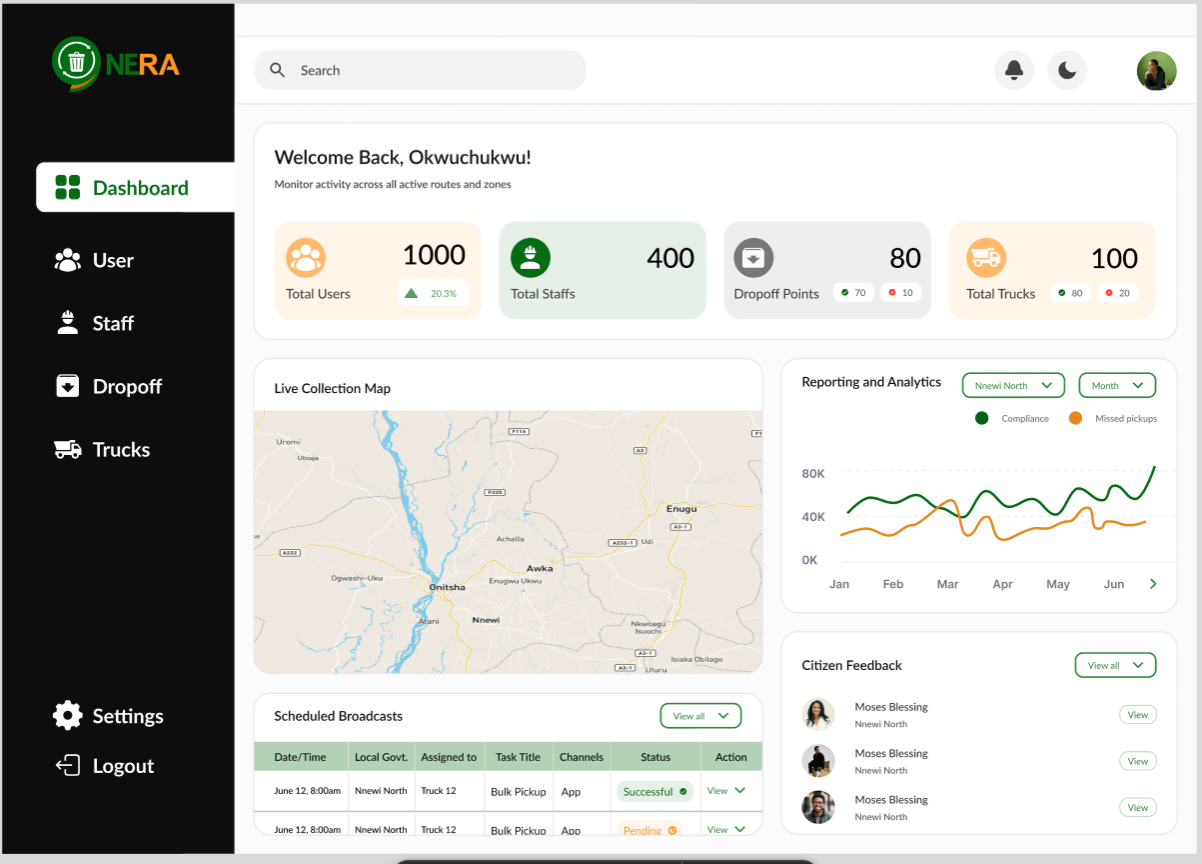 NERA
Search
Dashboard
User
Staff
Dropoff
Trucks
Settings
Logout
Welcome Back, Okwuchukwu!
Monitor activity across all active routes and zones
1000
Total Users
20.3%
400
Total Staffs
80
Dropoff Points
70
10
100
Total Trucks
80
20
Live Collection Map
Uromi
Ubiaja
F114
A3
F1
F225
Enugu
A3-1
Achalla
A232-1
Udi
A232
Awka
Ogwashi-Uku
Enugwu Ukwu
Onitsha
Atani
Nnewi
Nkwoagu
Isuochi
A3-1
Isiaka Obilago
A3-1
Uturu
Reporting and Analytics
Nnewi North
Month
Compliance
Missed pickups
80K
40K
0K
Jan Feb Mar Apr May Jun
Scheduled Broadcasts
View all
Date/Time Local Govt. Assigned to Task Title Channels Status Action
June 12, 8:00am Nnewi North Truck 12 Bulk Pickup App Successful View
June 12, 8:00am Nnewi North Truck 12 Bulk Pickup App Pending View
Citizen Feedback
View all
Moses Blessing
Nnewi North
View
Moses Blessing
Nnewi North
View
Moses Blessing
Nnewi North
View